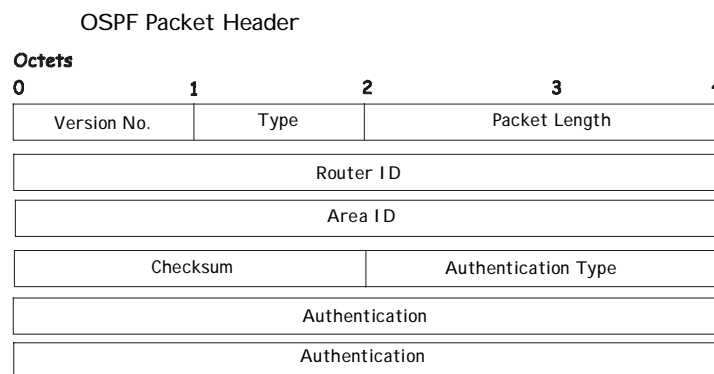 OSPF Packet Header
Octets
0 1 2 3 4
Version No. Type Packet Length
Router ID
Area ID
Checksum Authentication Type
Authentication
Authentication